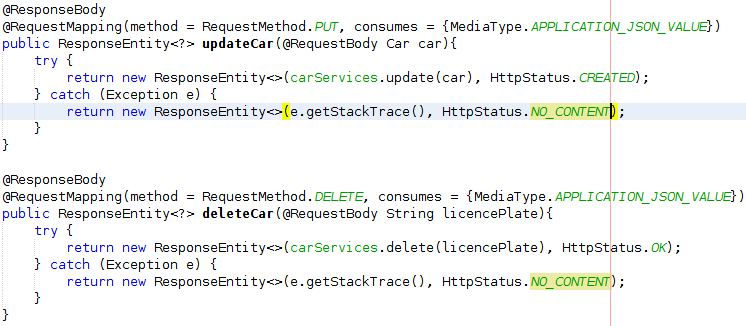 @ResponseBody
@RequestMapping(method = RequestMethod.PUT, consumes = {MediaType.APPLICATION_JSON_VALUE})
public ResponseEntity<?> updateCar(@RequestBody Car car){
    try {
        return new ResponseEntity<>(carServices.update(car), HttpStatus.CREATED);
    } catch (Exception e) {
        return new ResponseEntity<>(e.getStackTrace(), HttpStatus.NO_CONTENT);
    }
}
@ResponseBody
@RequestMapping(method = RequestMethod.DELETE, consumes = {MediaType.APPLICATION_JSON_VALUE})
public ResponseEntity<?> deleteCar(@RequestBody String licencePlate){
    try {
        return new ResponseEntity<>(carServices.delete(licencePlate), HttpStatus.OK);
    } catch (Exception e) {
        return new ResponseEntity<>(e.getStackTrace(), HttpStatus.NO_CONTENT);
    }
}